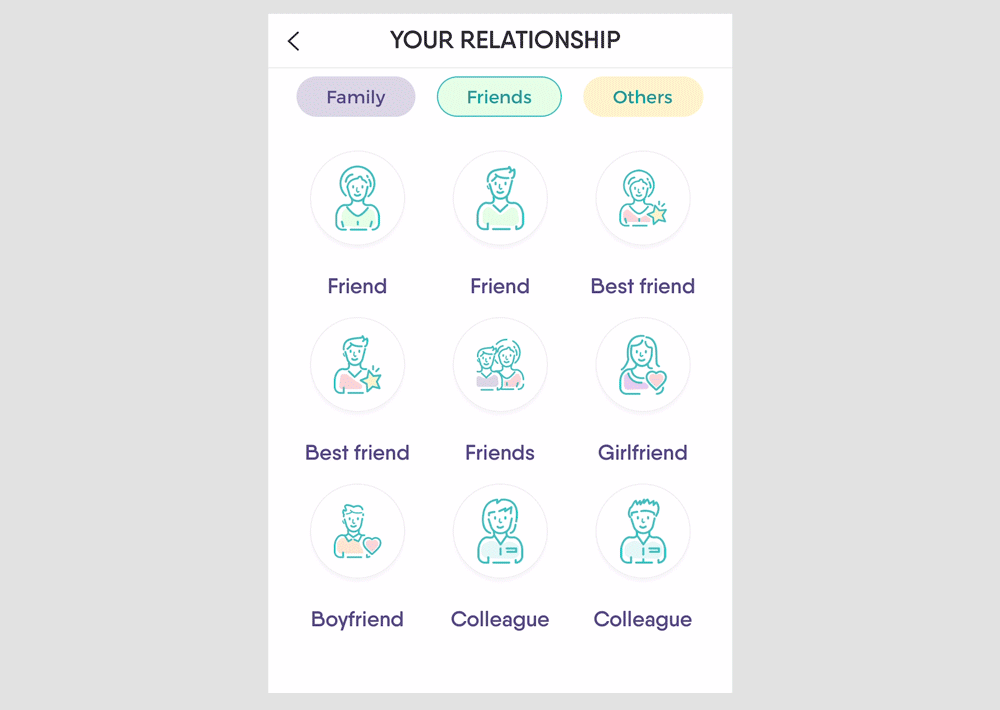 YOUR RELATIONSHIP
Family Friends Others
Friend Friend Best friend
Best friend Friends Girlfriend
Boyfriend Colleague Colleague